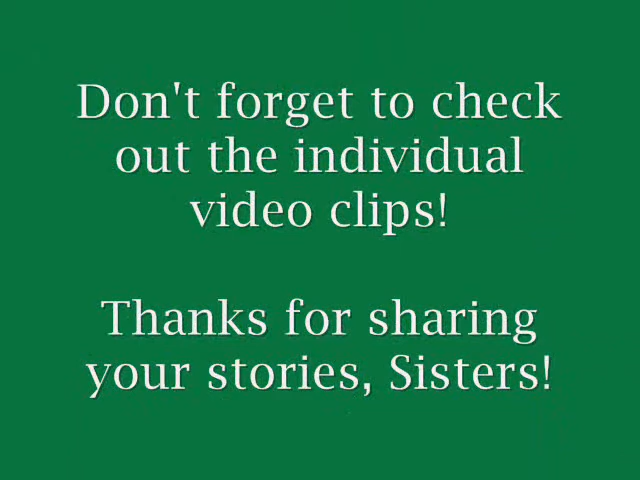 Don't forget to check
out the individual
video clips!
Thanks for sharing
your stories, Sisters!